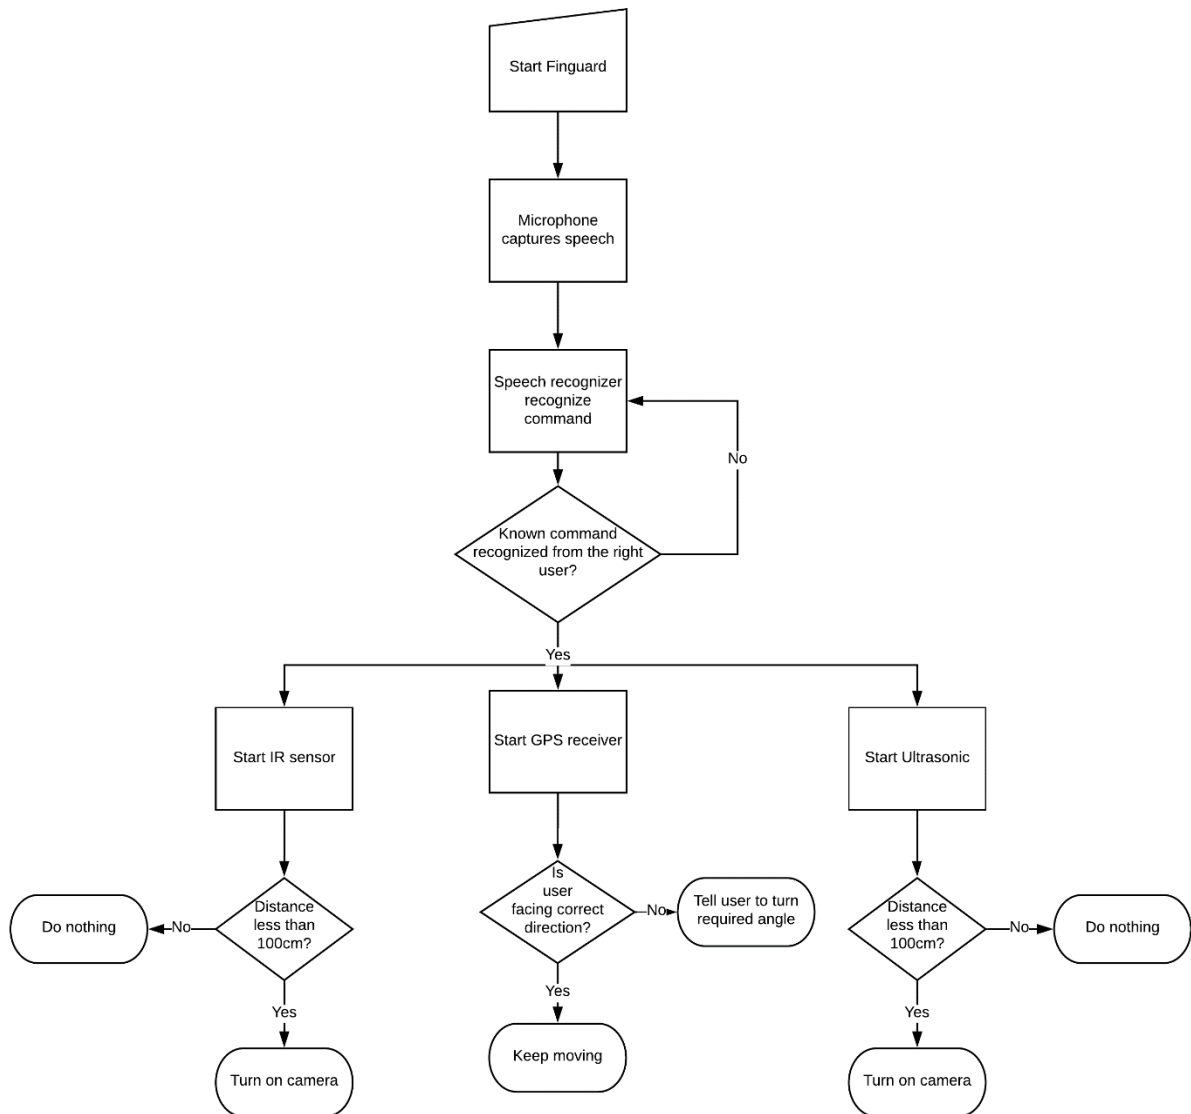 Start Finguard
Microphone
captures speech
Speech recognizer
recognize
command
No
Known command
recognized from the right
user?
Yes
Start IR sensor
Start GPS receiver
Start Ultrasonic
Do nothing
No
Distance
less than
100cm?
Is
user
facing correct
direction?
No
Tell user to turn
required angle
Distance
less than
100cm?
No
Do nothing
Yes
Yes
Yes
Turn on camera
Keep moving
Turn on camera